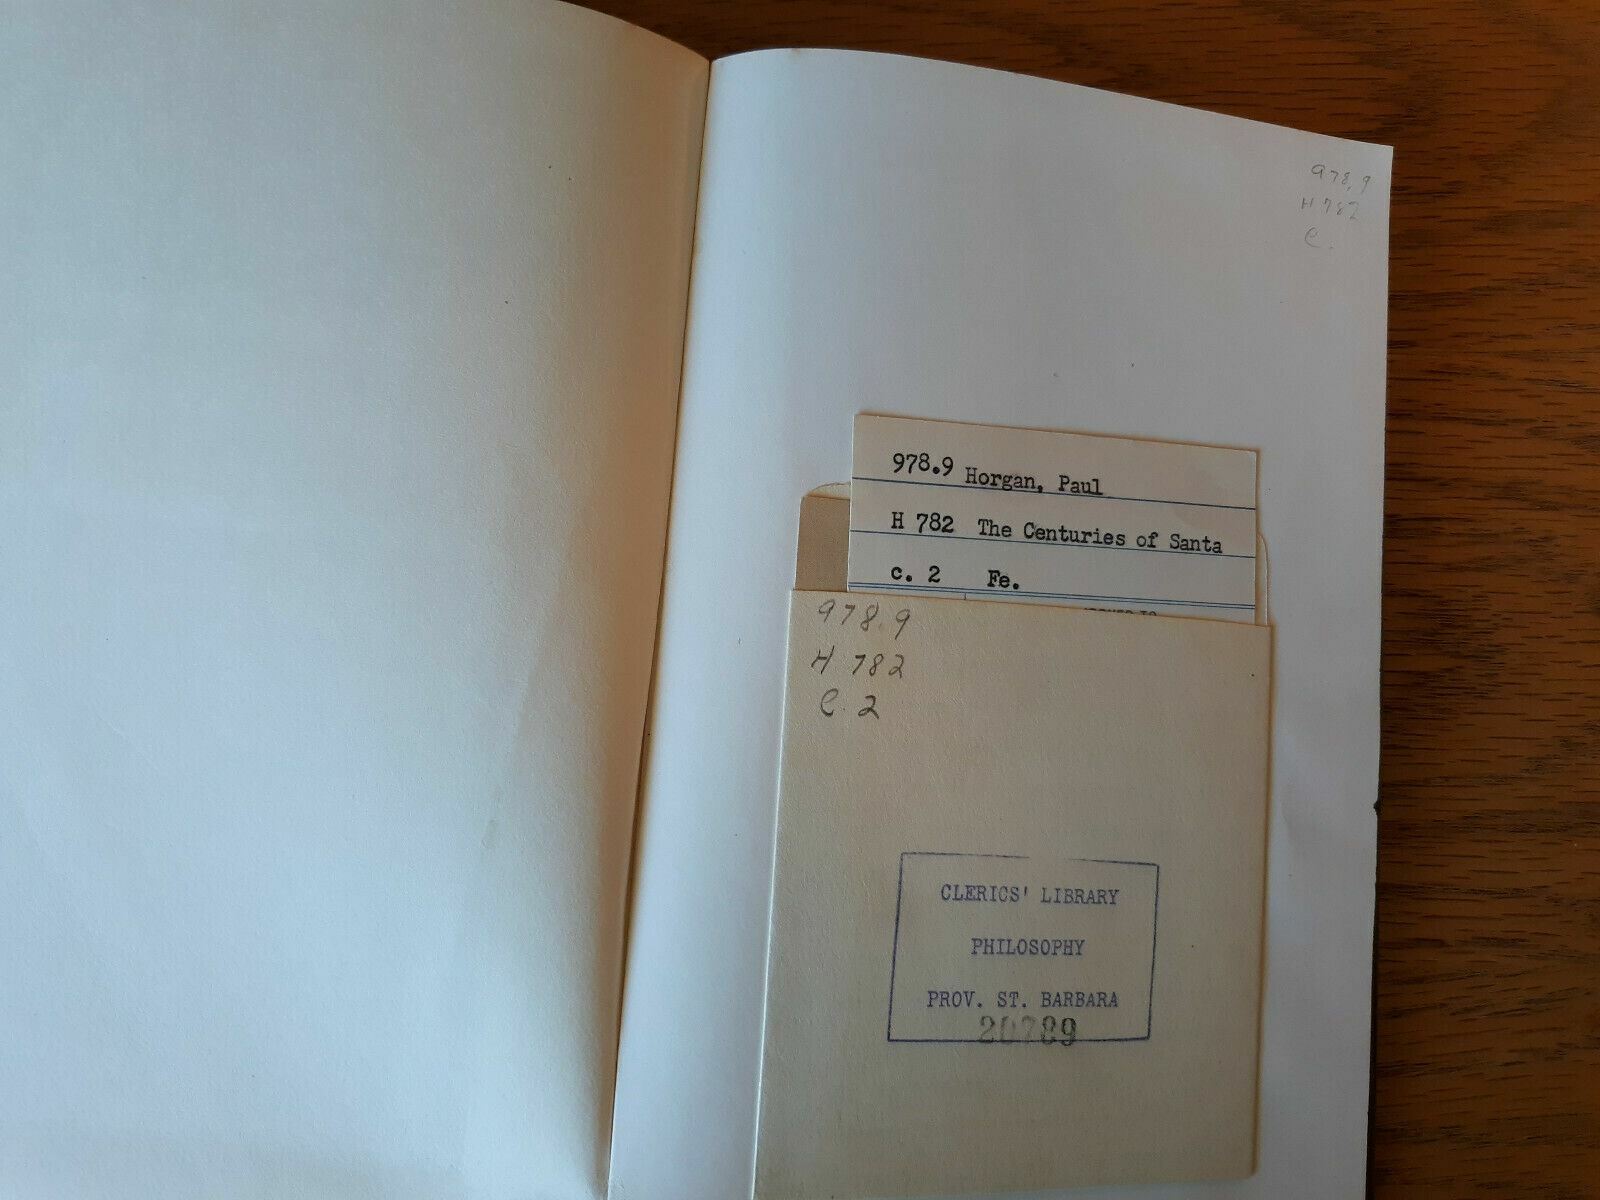 978.9
H 782
c.
978.9 Horgan, Paul
H 782 The Centuries of Santa
c. 2 Fe.
978.9
H 782
C. 2
CLERICS' LIBRARY
PHILOSOPHY
PROV. ST. BARBARA
20789